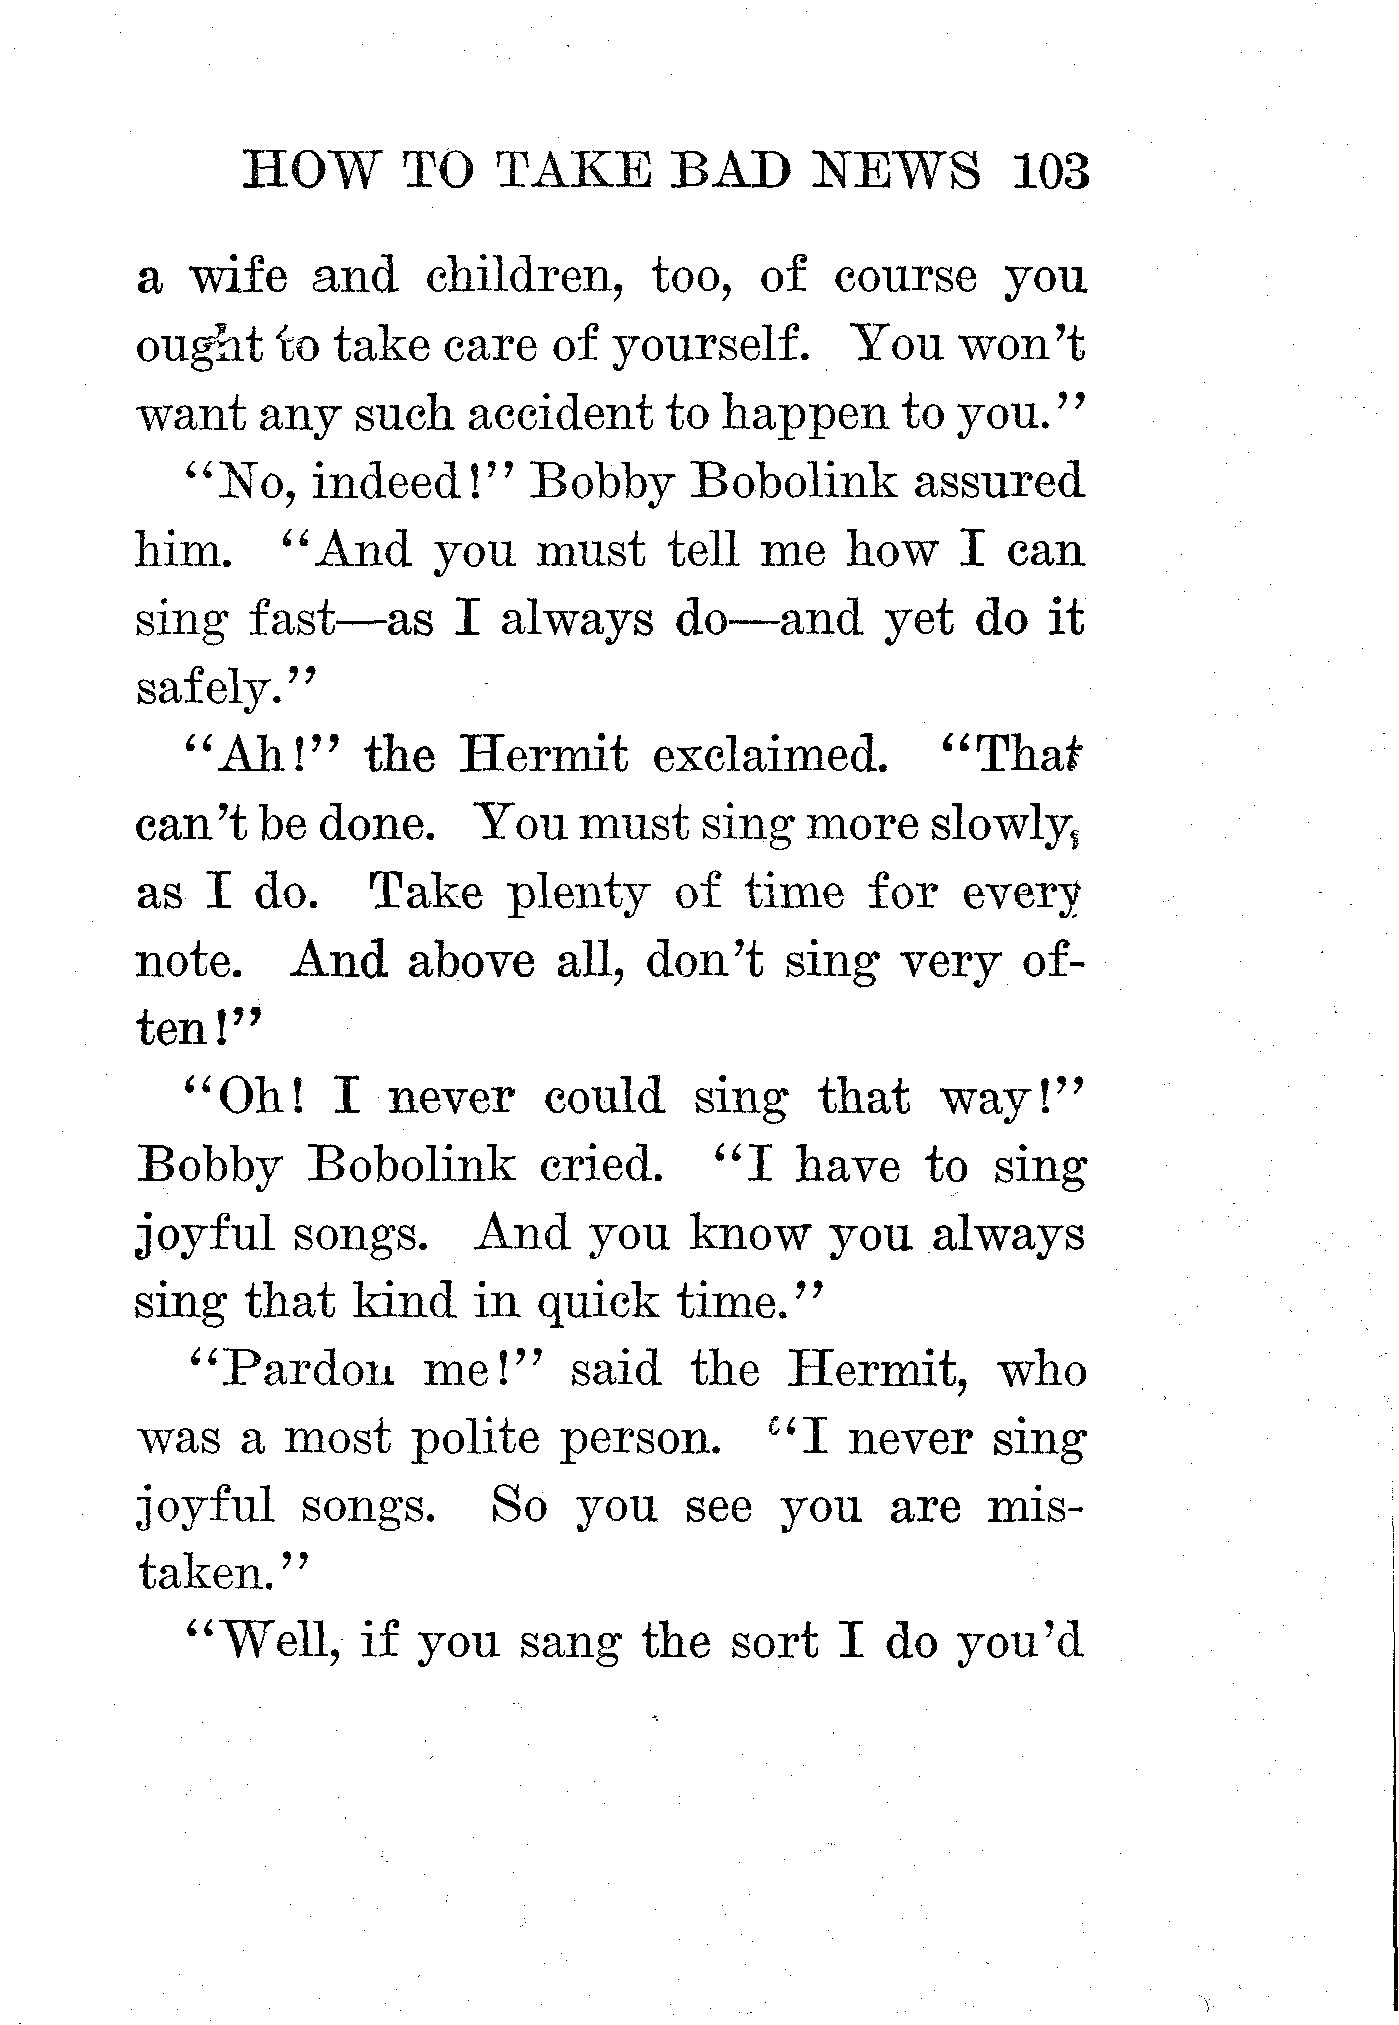 HOW TO TAKE BAD NEWS 103
a wife and children, too, of course you
ought to take care of yourself. You won't
want any such accident to happen to you."
"No, indeed!" Bobby Bobolink assured
him. "And you must tell me how I can
sing fast—as I always do—and yet do it
safely."
"Ah!" the Hermit exclaimed. "That
can't be done. You must sing more slowly,
as I do. Take plenty of time for every
note. And above all, don't sing very of-
ten!"
"Oh! I never could sing that way!"
Bobby Bobolink cried. "I have to sing
joyful songs. And you know you always
sing that kind in quick time."
"Pardon me!" said the Hermit, who
was a most polite person. "I never sing
joyful songs. So you see you are mis-
taken."
"Well, if you sang the sort I do you'd